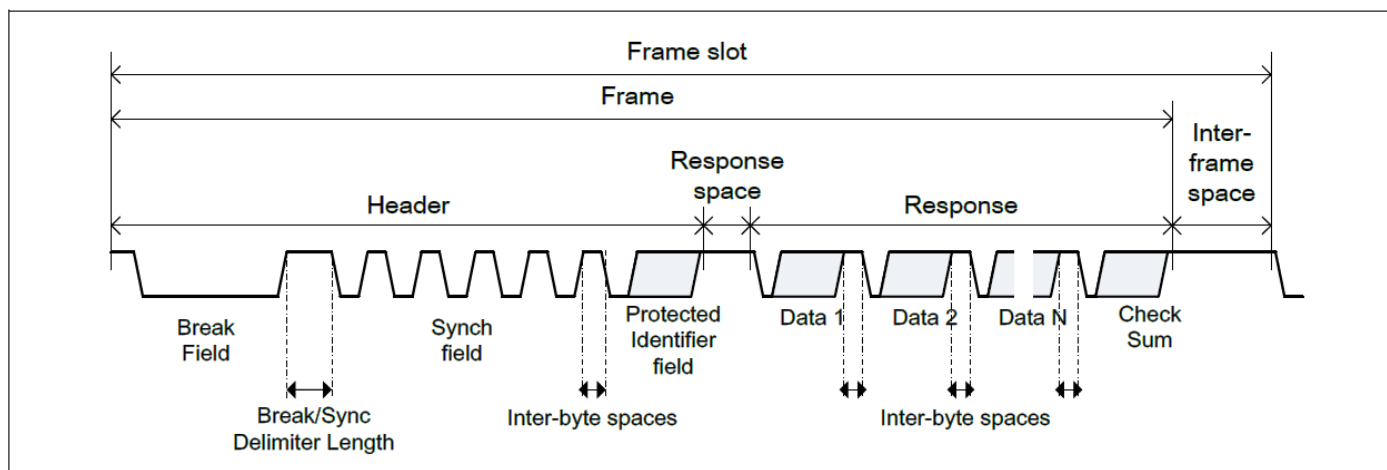 Frame slot
Frame
Inter-
frame
space
Response
space
Header
Response
Break
Field
Synch
field
Protected
Identifier
field
Data 1
Data 2
Data N
Check
Sum
Break/Sync
Delimiter Length
Inter-byte spaces
Inter-byte spaces